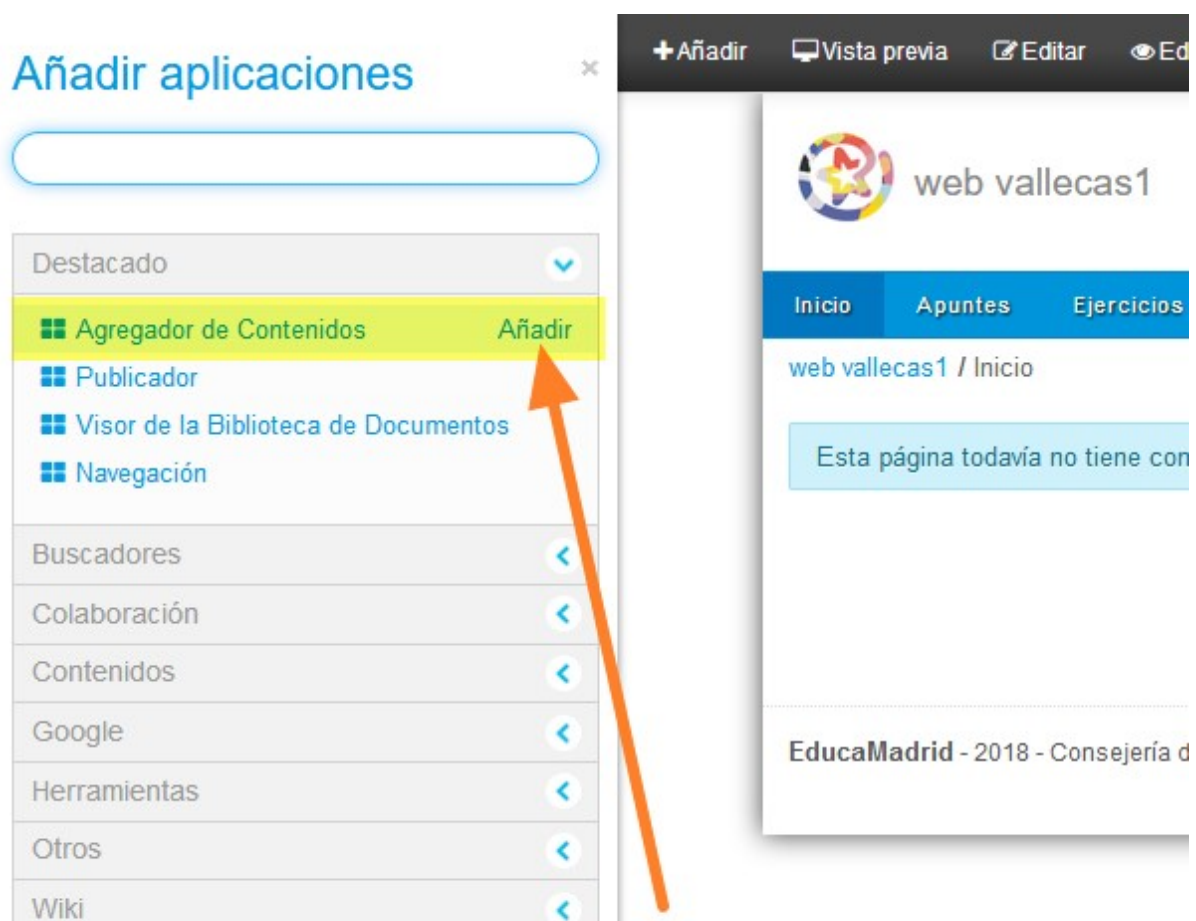 Añadir aplicaciones
×
Destacado
Agregador de Contenidos Añadir
Publicador
Visor de la Biblioteca de Documentos
Navegación
Buscadores
Colaboración
Contenidos
Google
Herramientas
Otros
Wiki
+Añadir Vista previa Editar Ed
web vallecas1
Inicio Apuntes Ejercicios
web vallecas1 / Inicio
Esta página todavía no tiene con
EducaMadrid - 2018 - Consejería d